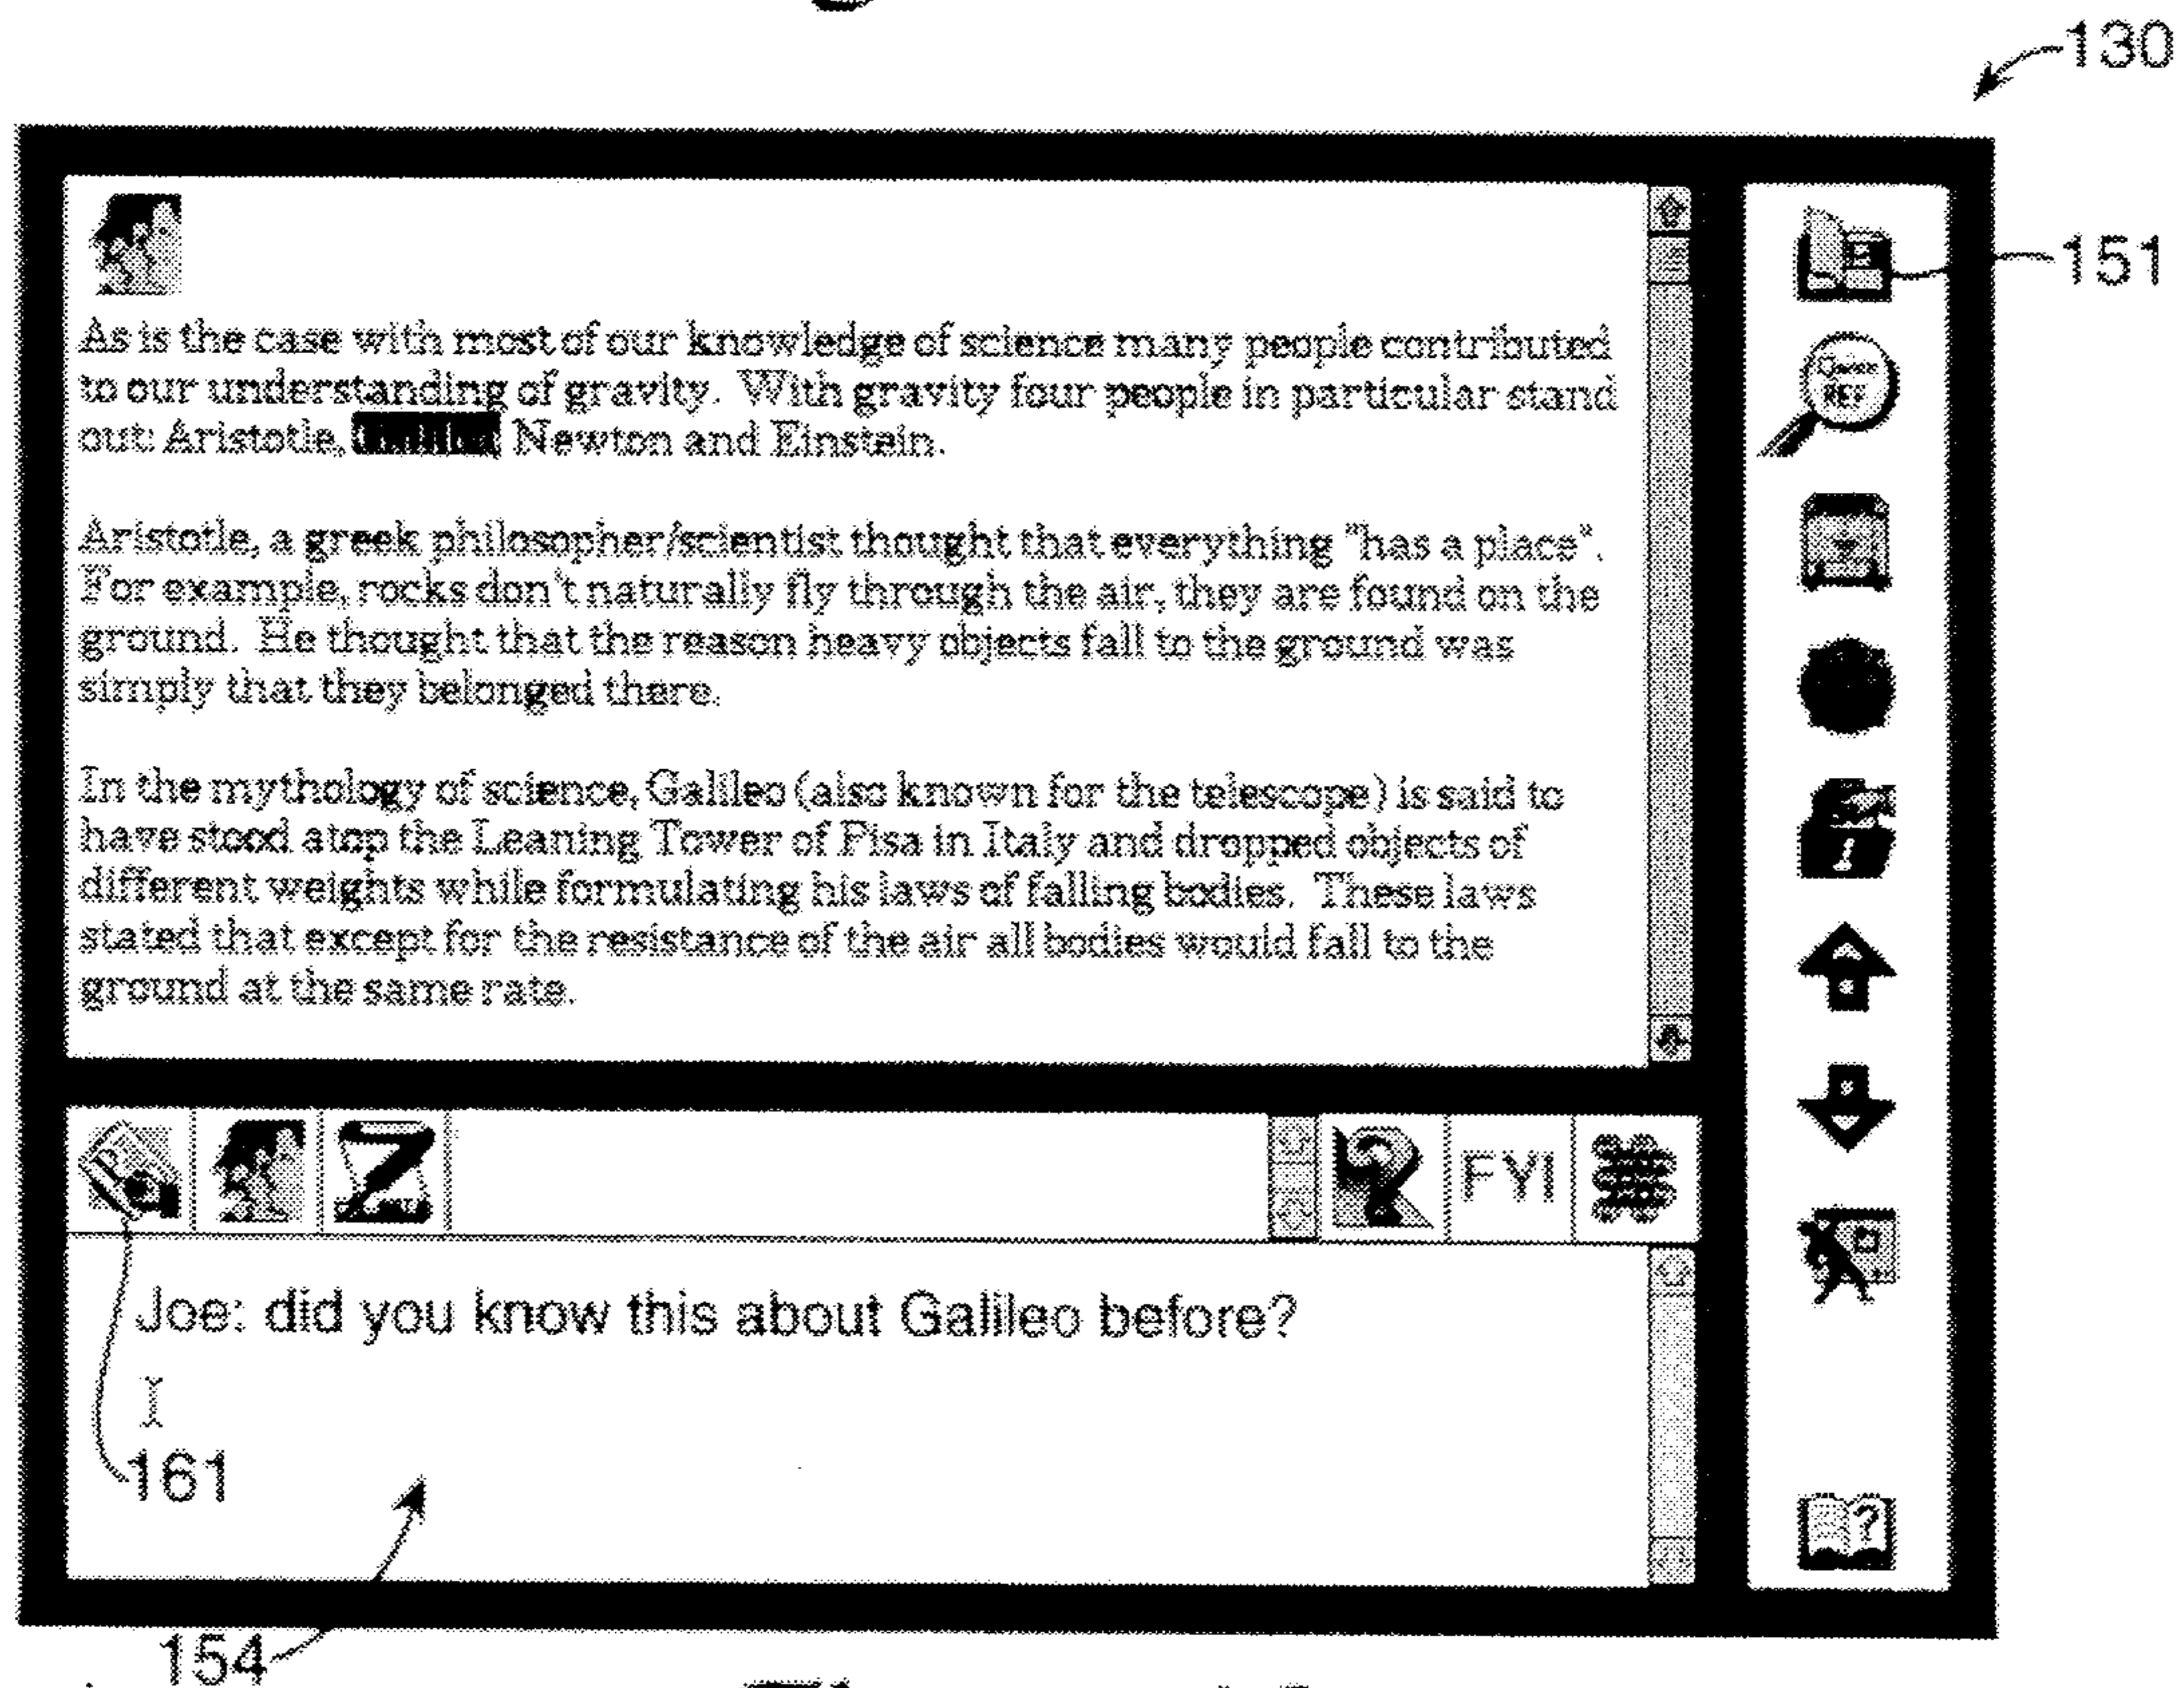 130
151
As is the case with most of our knowledge of science many people contributed
to our understanding of gravity. With gravity four people in particular stand
out: Aristotle, Newton and Einstein.
Aristotle, a greek philosopher/scientist thought that everything "has a place".
For example, rocks don't naturally fly through the air, they are found on the
ground. He thought that the reason heavy objects fall to the ground was
simply that they belonged there.
In the mythology of science, Galileo (also known for the telescope) is said to
have stood atop the Leaning Tower of Pisa in Italy and dropped objects of
different weights while formulating his laws of falling bodies. These laws
stated that except for the resistance of the air all bodies would fall to the
ground at the same rate.
REF
FYI
Joe: did you know this about Galileo before?
161
154